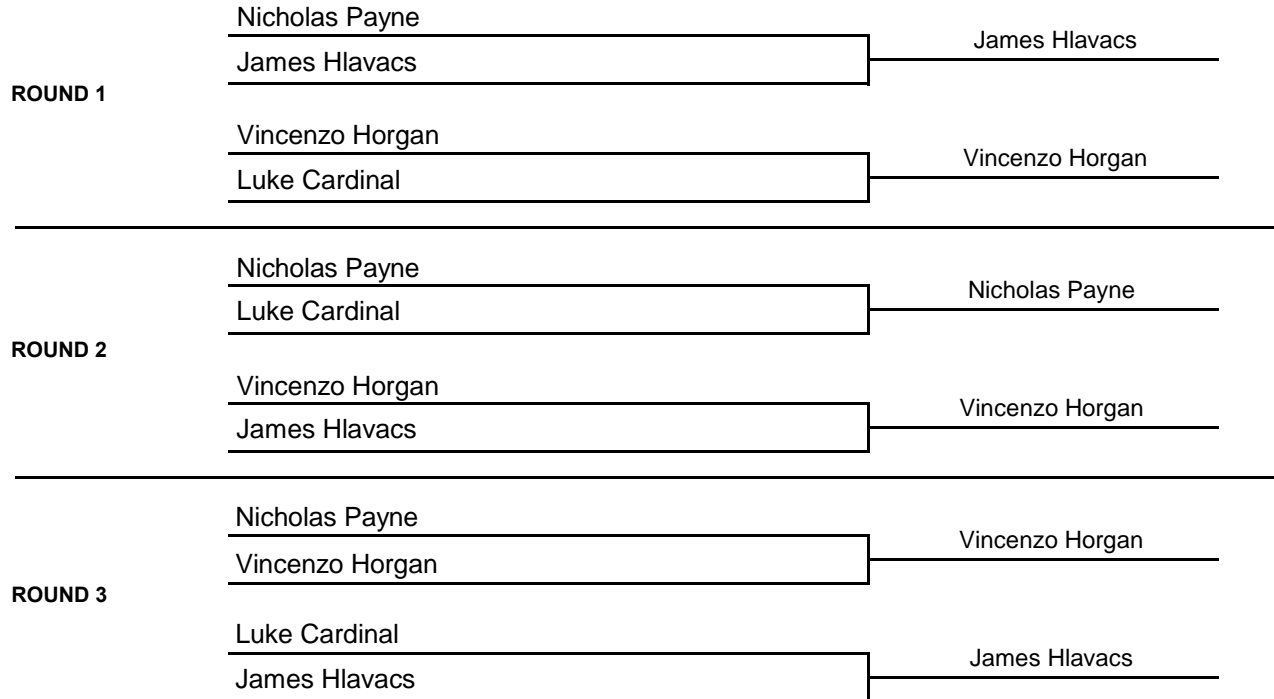 Nicholas Payne
James Hlavacs
James Hlavacs
ROUND 1
Vincenzo Horgan
Vincenzo Horgan
Luke Cardinal
Nicholas Payne
Nicholas Payne
Luke Cardinal
ROUND 2
Vincenzo Horgan
Vincenzo Horgan
James Hlavacs
Nicholas Payne
Vincenzo Horgan
Vincenzo Horgan
ROUND 3
Luke Cardinal
James Hlavacs
James Hlavacs